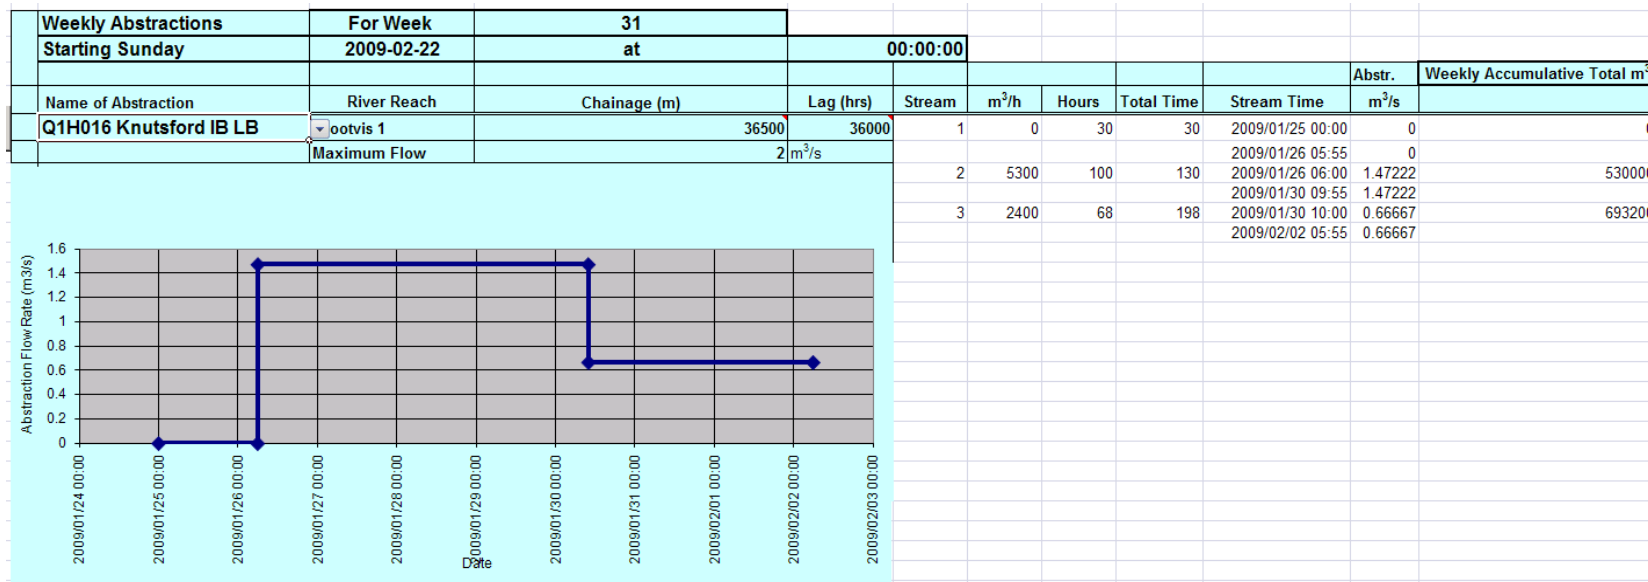 Weekly Abstractions For Week 31
Starting Sunday 2009-02-22 at 00:00:00
Abstr. Weekly Accumulative Total m³
Name of Abstraction River Reach Chainage (m) Lag (hrs) Stream m³/h Hours Total Time Stream Time m³/s
Q1H016 Knutsford IB LB ootvis 1 36500 36000 1 0 30 30 2009/01/25 00:00 0
Maximum Flow 2 m³/s 2009/01/26 05:55 0
2 5300 100 130 2009/01/26 06:00 1.47222 530000
2009/01/30 09:55 1.47222
3 2400 68 198 2009/01/30 10:00 0.66667 693200
2009/02/02 05:55 0.66667
Abstraction Flow Rate (m3/s)
1.6
1.4
1.2
1
0.8
0.6
0.4
0.2
0
2009/01/24 00:00
2009/01/25 00:00
2009/01/26 00:00
2009/01/27 00:00
2009/01/28 00:00
2009/01/29 00:00
2009/01/30 00:00
2009/01/31 00:00
2009/02/01 00:00
2009/02/02 00:00
2009/02/03 00:00
Date